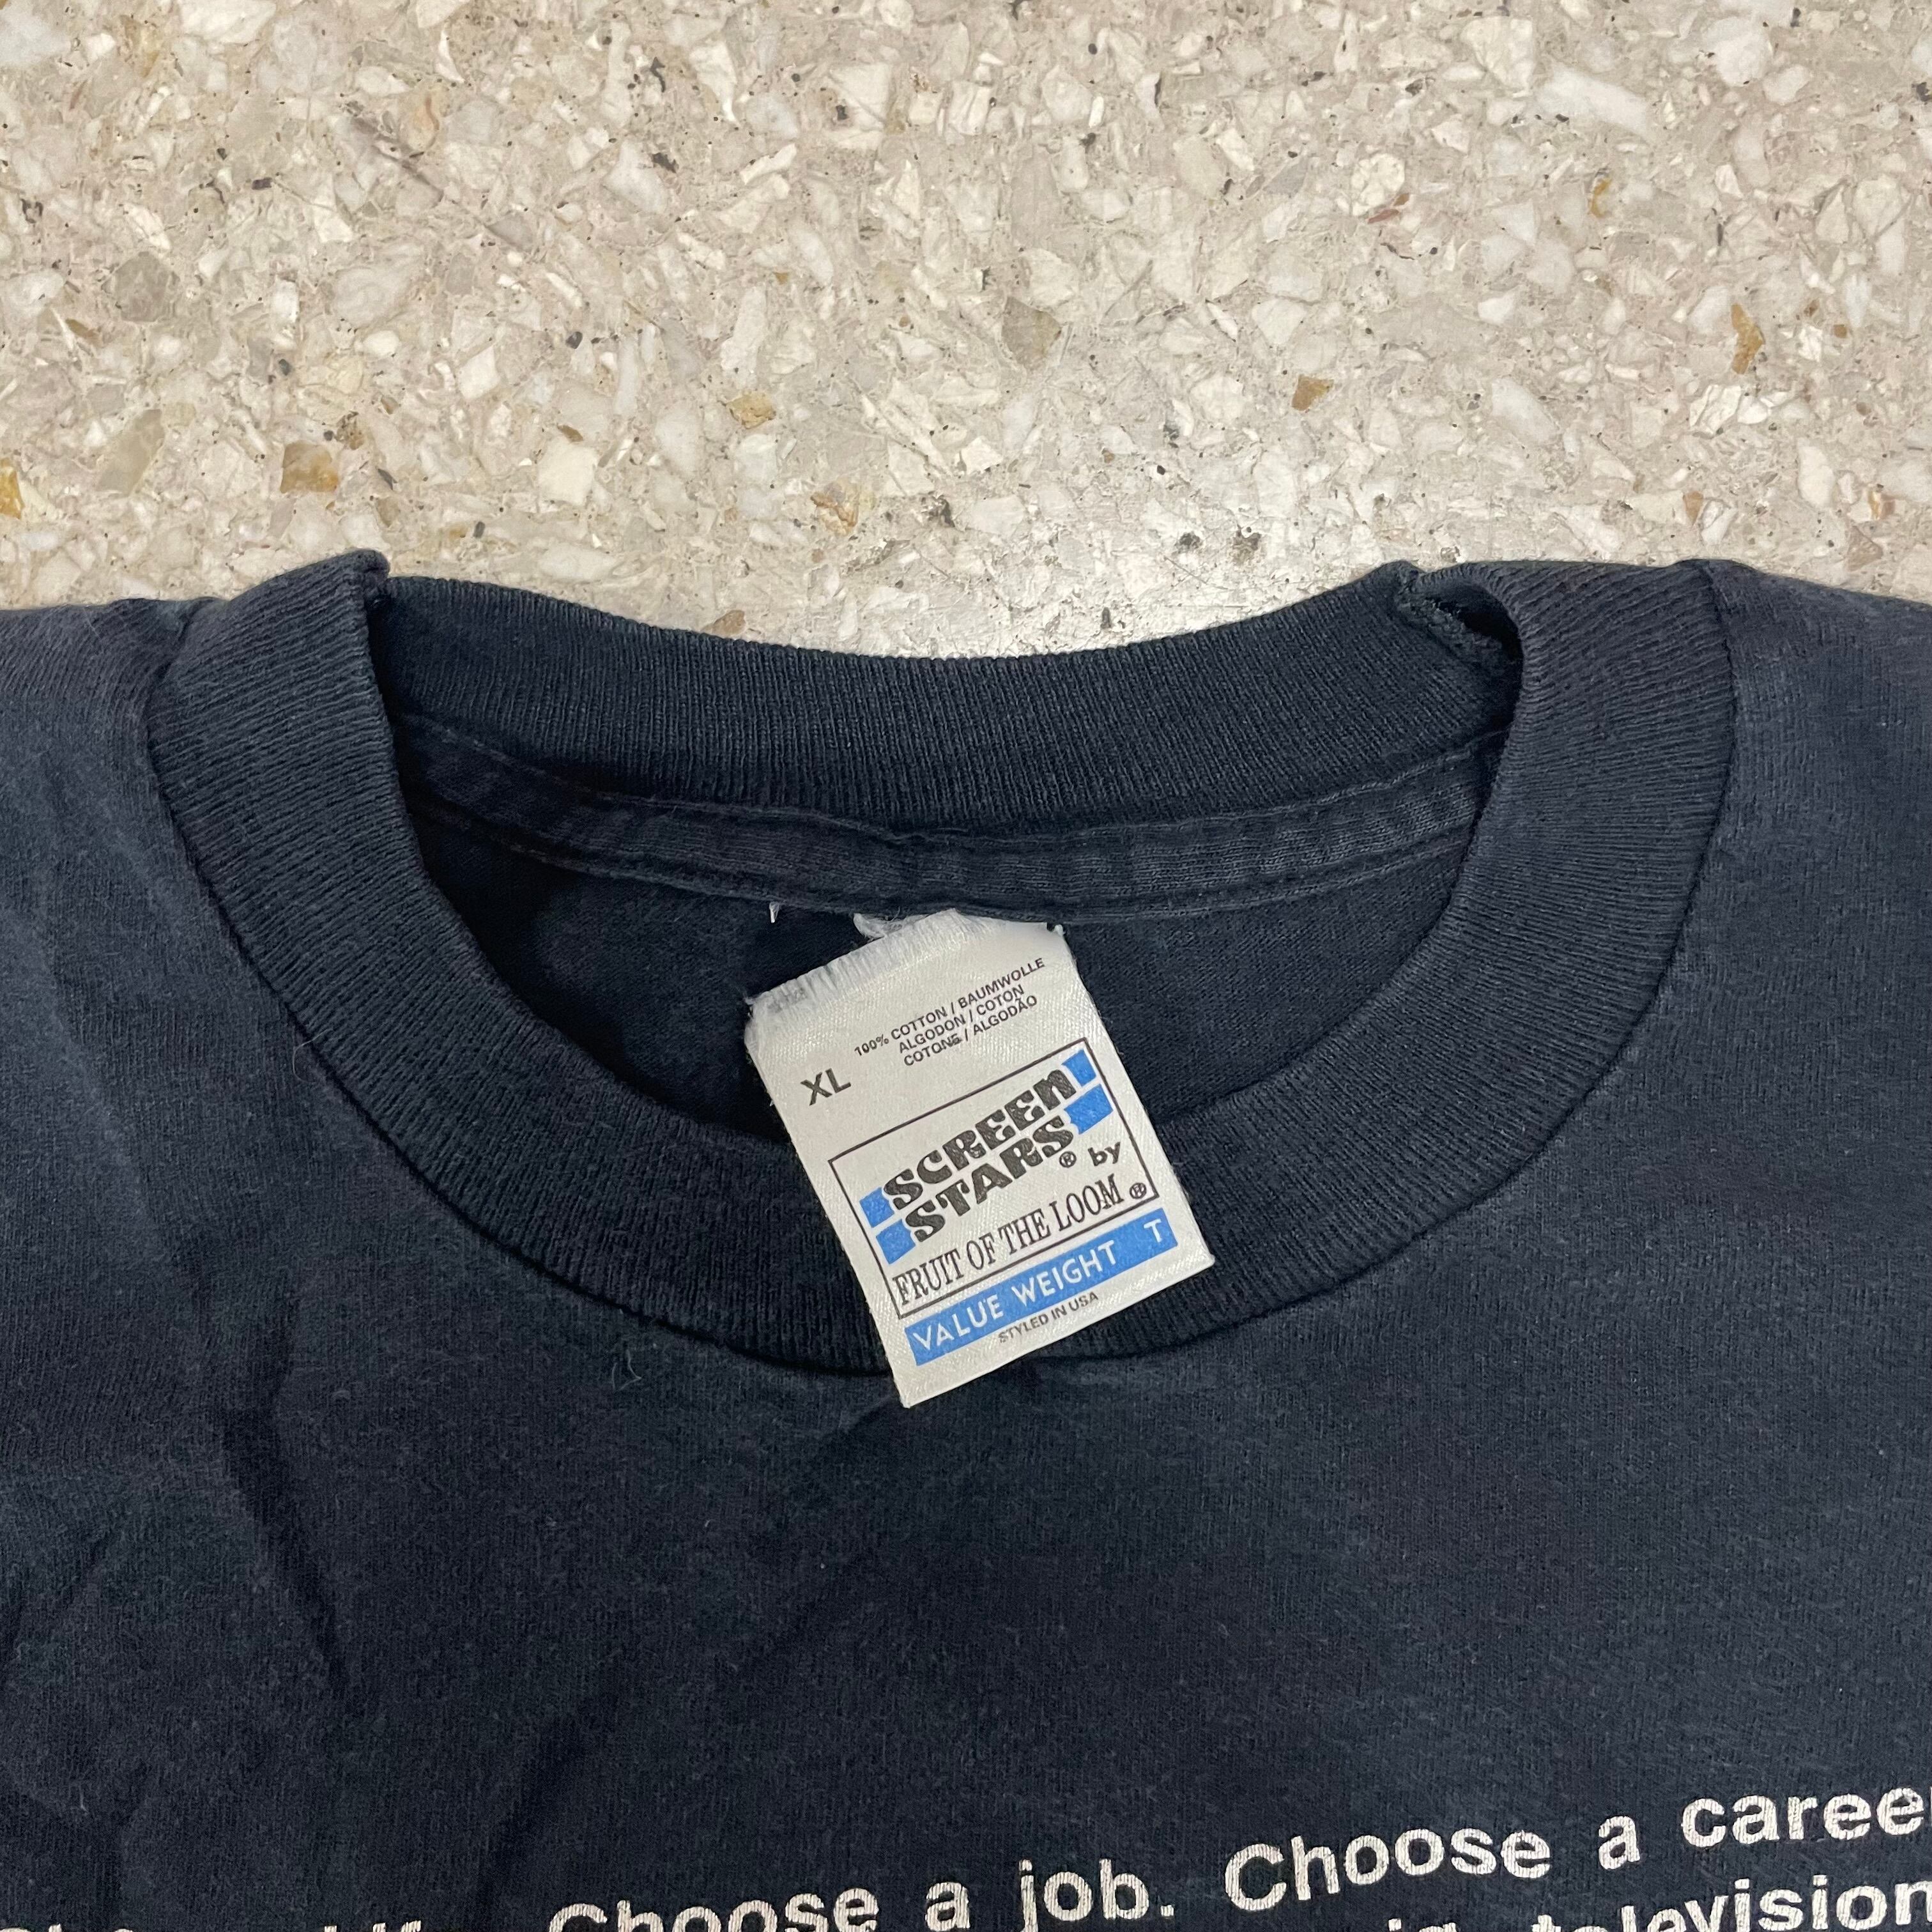 100% COTTON / BAUMWOLLE
ALGODON / COTON
COTONE / ALGODÃO
XL
SCREEN
STARS® by
FRUIT OF THE LOOM®
VALUE WEIGHT T
STYLED IN USA
Choose a job. Choose a caree
television